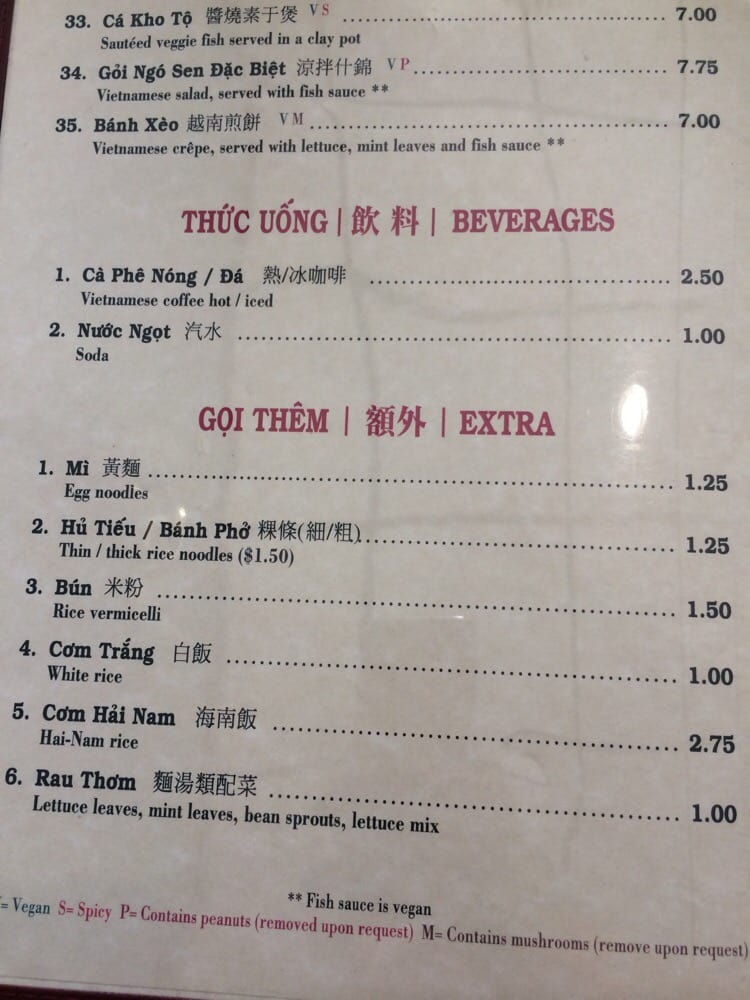 33. Cá Kho Tộ 醬燒素于煲 V S 7.00
Sautéed veggie fish served in a clay pot
34. Gỏi Ngó Sen Đặc Biệt 涼拌什錦 V P 7.75
Vietnamese salad, served with fish sauce **
35. Bánh Xèo 越南煎餅 V M 7.00
Vietnamese crêpe, served with lettuce, mint leaves and fish sauce **
THỨC UỐNG | 飲 料 | BEVERAGES
1. Cà Phê Nóng / Đá 熱/冰咖啡 2.50
Vietnamese coffee hot / iced
2. Nước Ngọt 汽水 1.00
Soda
GỌI THÊM | 額外 | EXTRA
1. Mì 黃麵 1.25
Egg noodles
2. Hủ Tiếu / Bánh Phở 粿條(細/粗) 1.25
Thin / thick rice noodles ($1.50)
3. Bún 米粉 1.50
Rice vermicelli
4. Cơm Trắng 白飯 1.00
White rice
5. Cơm Hải Nam 海南飯 2.75
Hai-Nam rice
6. Rau Thơm 麵湯類配菜 1.00
Lettuce leaves, mint leaves, bean sprouts, lettuce mix
** Fish sauce is vegan
= Vegan S= Spicy P= Contains peanuts (removed upon request) M= Contains mushrooms (remove upon request)